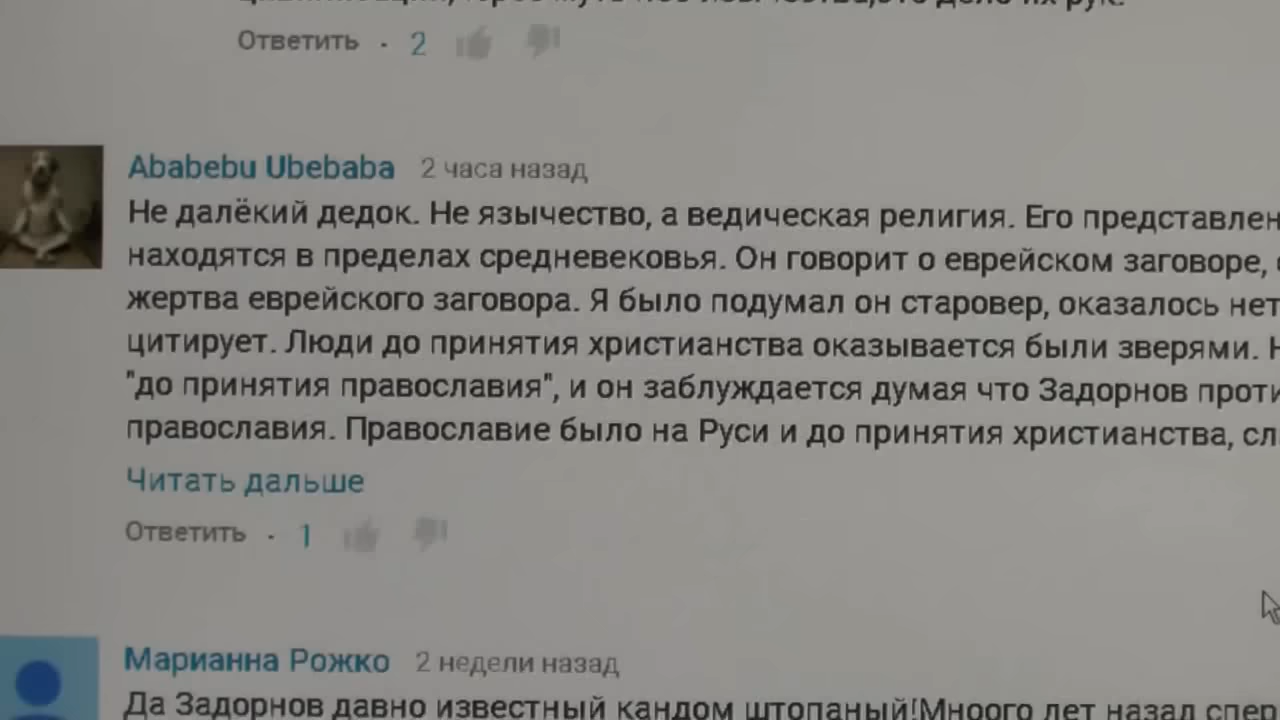 Ответить · 2
Ababebu Ubebaba 2 часа назад
Не далёкий дедок. Не язычество, а ведическая религия. Его представлен
находятся в пределах средневековья. Он говорит о еврейском заговоре,
жертва еврейского заговора. Я было подумал он старовер, оказалось нет
цитирует. Люди до принятия христианства оказывается были зверями. Н
"до принятия православия", и он заблуждается думая что Задорнов проти
православия. Православие было на Руси и до принятия христианства, сл
Читать дальше
Ответить · 1
Марианна Рожко 2 недели назад
Да Задорнов давно известный кандом штопаный!Мноого лет назад спер